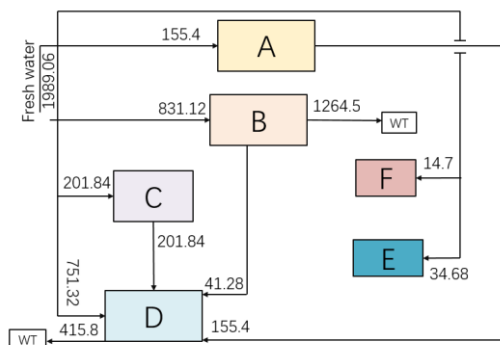 155.4
A
Fresh water
1989.06
831.12
B
1264.5
WT
201.84
C
F
14.7
201.84
E
34.68
751.32
41.28
D
415.8
WT
155.4